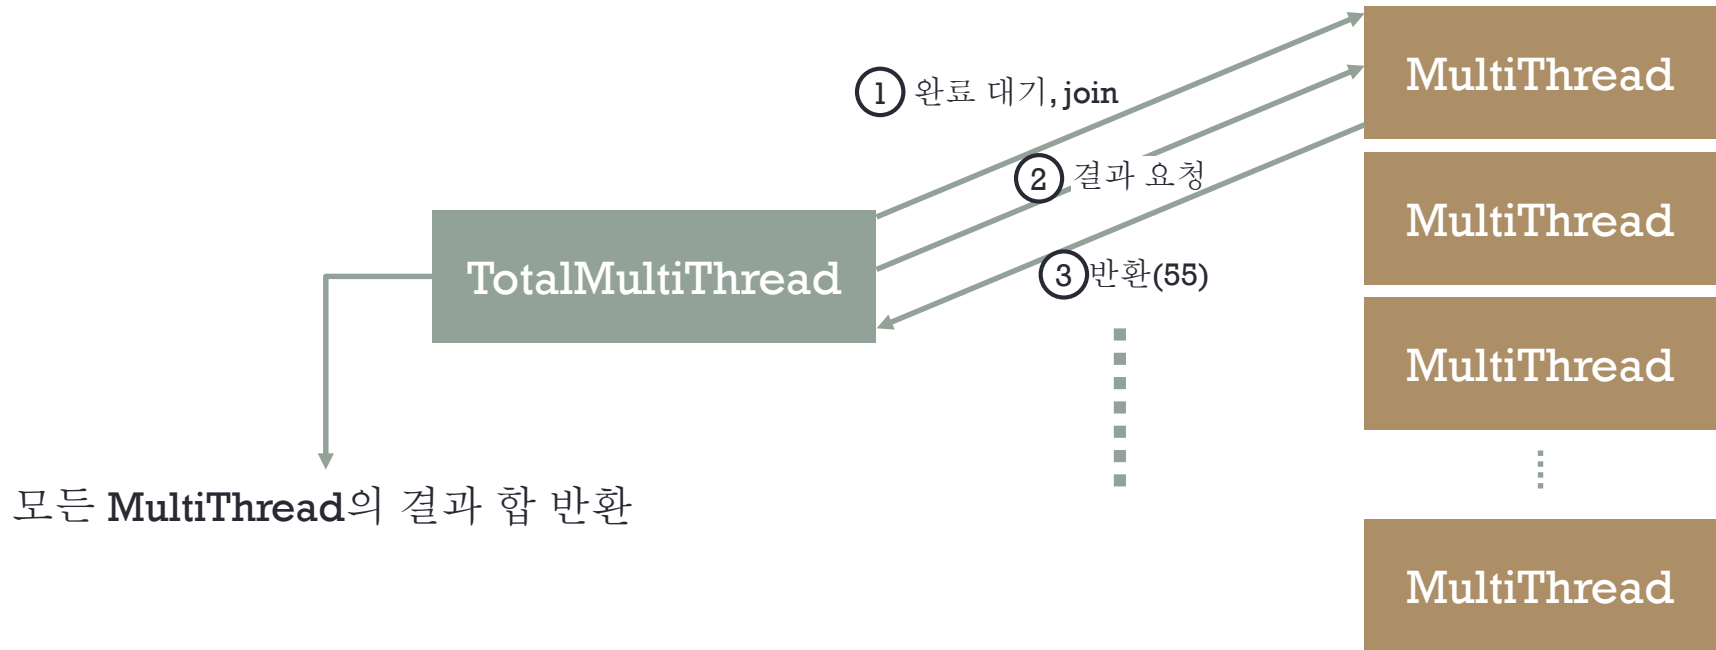 MultiThread
① 완료 대기, join
② 결과 요청
MultiThread
TotalMultiThread
③ 반환(55)
MultiThread
모든 MultiThread의 결과 합 반환
MultiThread